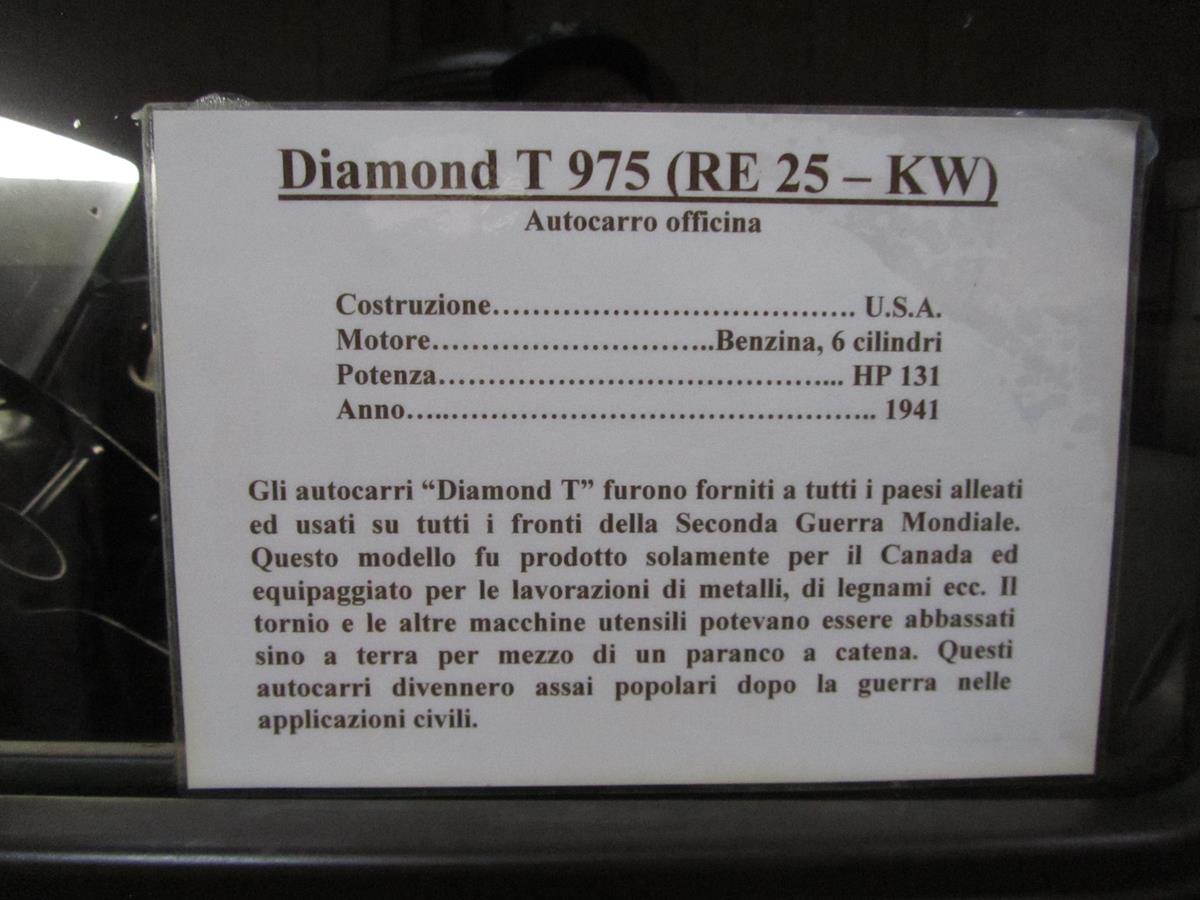 Diamond T 975 (RE 25 – KW)
Autocarro officina
Costruzione…………………………………. U.S.A.
Motore………………………..Benzina, 6 cilindri
Potenza…………………………………... HP 131
Anno…..…………………………………….. 1941
Gli autocarri “Diamond T” furono forniti a tutti i paesi alleati
ed usati su tutti i fronti della Seconda Guerra Mondiale.
Questo modello fu prodotto solamente per il Canada ed
equipaggiato per le lavorazioni di metalli, di legnami ecc. Il
tornio e le altre macchine utensili potevano essere abbassati
sino a terra per mezzo di un paranco a catena. Questi
autocarri divennero assai popolari dopo la guerra nelle
applicazioni civili.